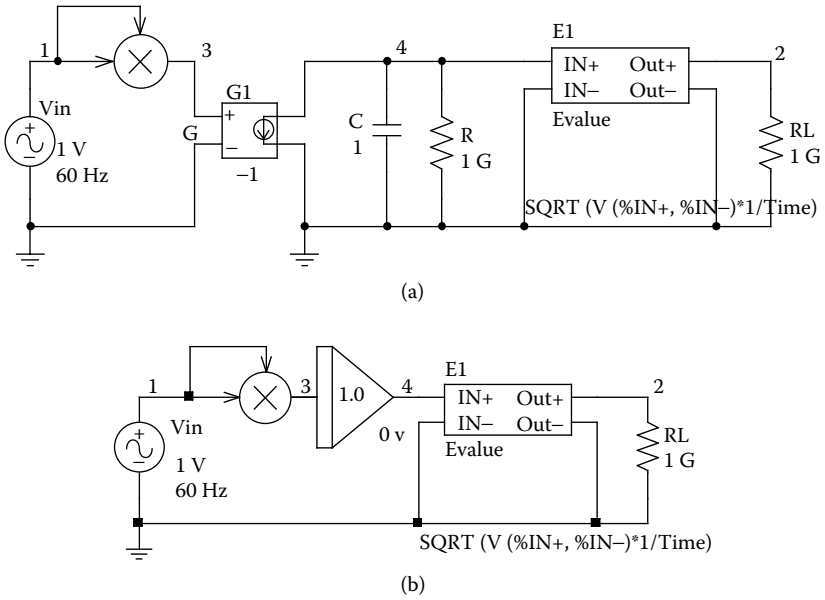 1
3
Vin
1 V
60 Hz
G
G1
+
−
−1
4
C
1
R
1 G
E1
IN+ Out+
IN− Out−
Evalue
2
RL
1 G
SQRT (V (%IN+, %IN−)*1/Time)
(a)
1
3
Vin
1 V
60 Hz
1.0
4
0 v
E1
IN+ Out+
IN− Out−
Evalue
2
RL
1 G
SQRT (V (%IN+, %IN−)*1/Time)
(b)